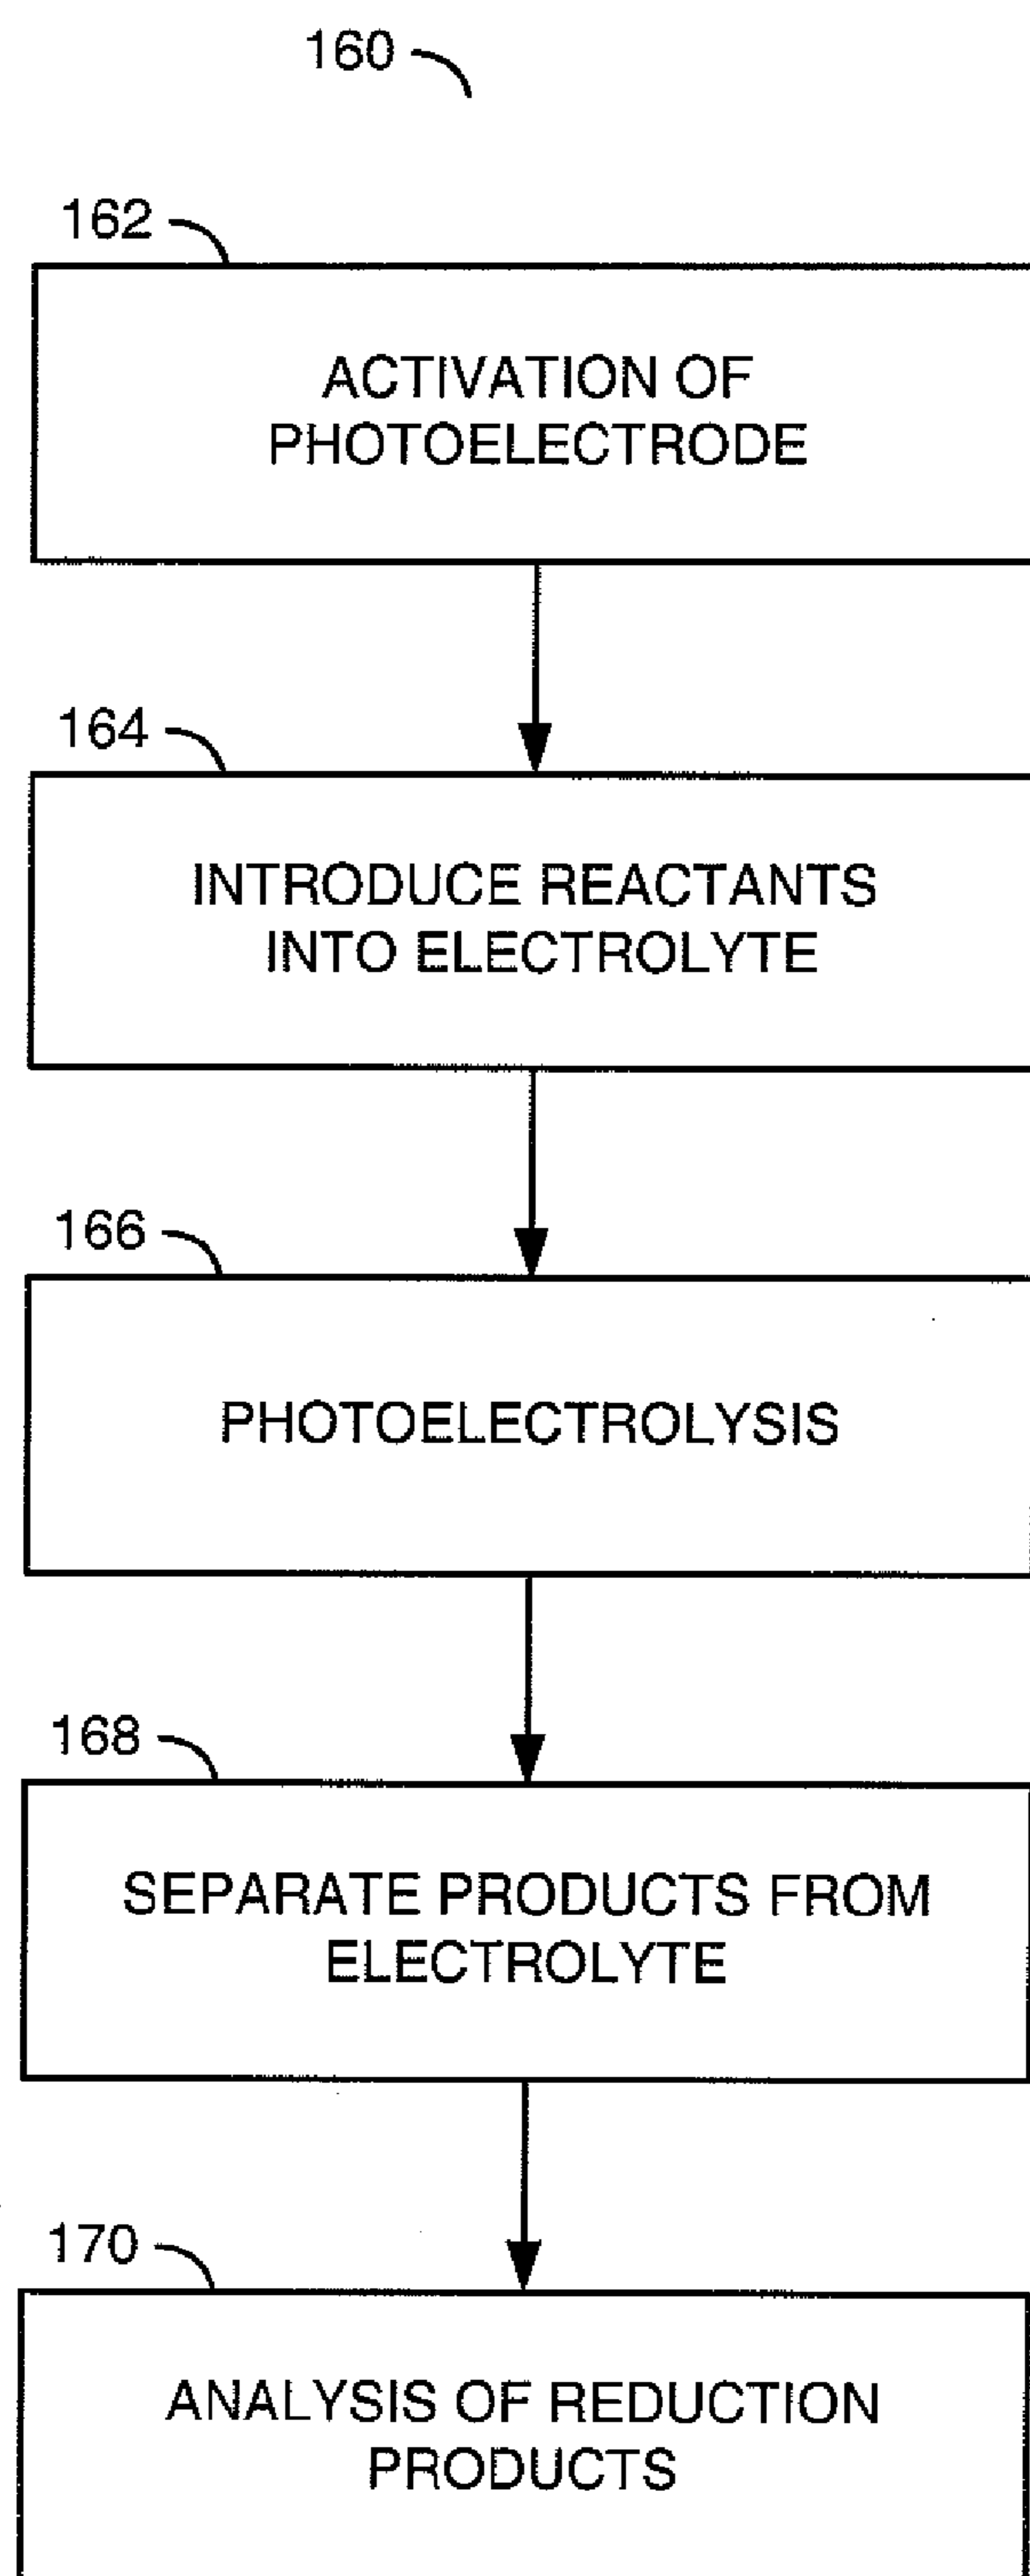 160
162
ACTIVATION OF
PHOTOELECTRODE
164
INTRODUCE REACTANTS
INTO ELECTROLYTE
166
PHOTOELECTROLYSIS
168
SEPARATE PRODUCTS FROM
ELECTROLYTE
170
ANALYSIS OF REDUCTION
PRODUCTS